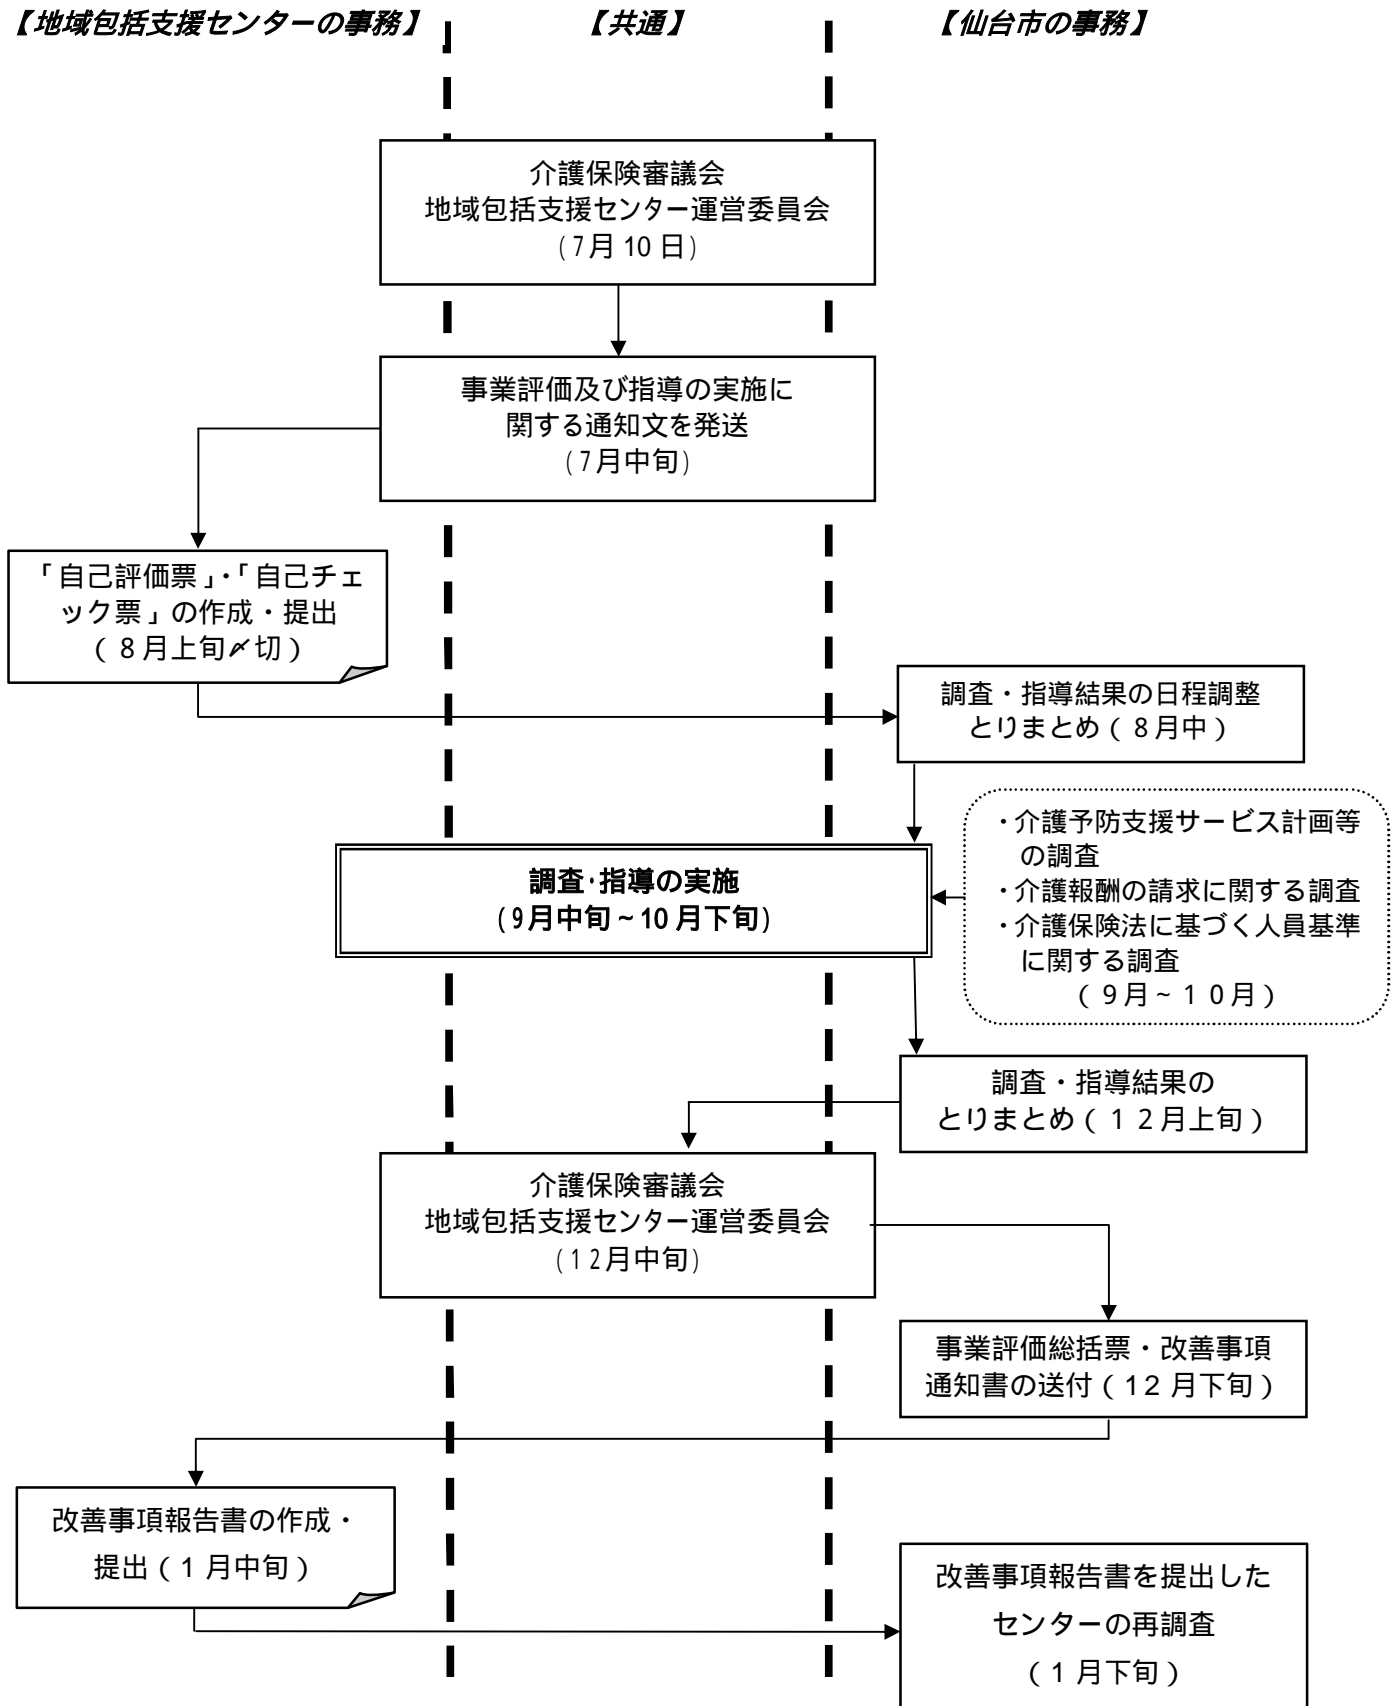 【地域包括支援センターの事務】
【共通】
【仙台市の事務】
介護保険審議会
地域包括支援センター運営委員会
(7月10日)
事業評価及び指導の実施に
関する通知文を発送
(7月中旬)
「自己評価票」・「自己チェ
ック票」の作成・提出
(8月上旬〆切)
調査・指導結果の日程調整
とりまとめ(8月中)
調査・指導の実施
(9月中旬~10月下旬)
・介護予防支援サービス計画等
の調査
・介護報酬の請求に関する調査
・介護保険法に基づく人員基準
に関する調査
(9月~10月)
調査・指導結果の
とりまとめ(12月上旬)
介護保険審議会
地域包括支援センター運営委員会
(12月中旬)
事業評価総括票・改善事項
通知書の送付(12月下旬)
改善事項報告書の作成・
提出(1月中旬)
改善事項報告書を提出した
センターの再調査
(1月下旬)